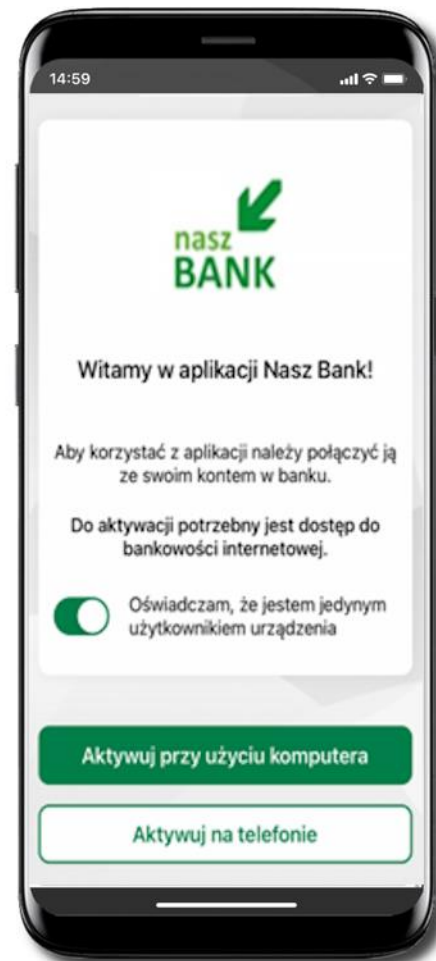 14:59
nasz
BANK
Witamy w aplikacji Nasz Bank!
Aby korzystać z aplikacji należy połączyć ją
ze swoim kontem w banku.
Do aktywacji potrzebny jest dostęp do
bankowości internetowej.
Oświadczam, że jestem jedynym
użytkownikiem urządzenia
Aktywuj przy użyciu komputera
Aktywuj na telefonie